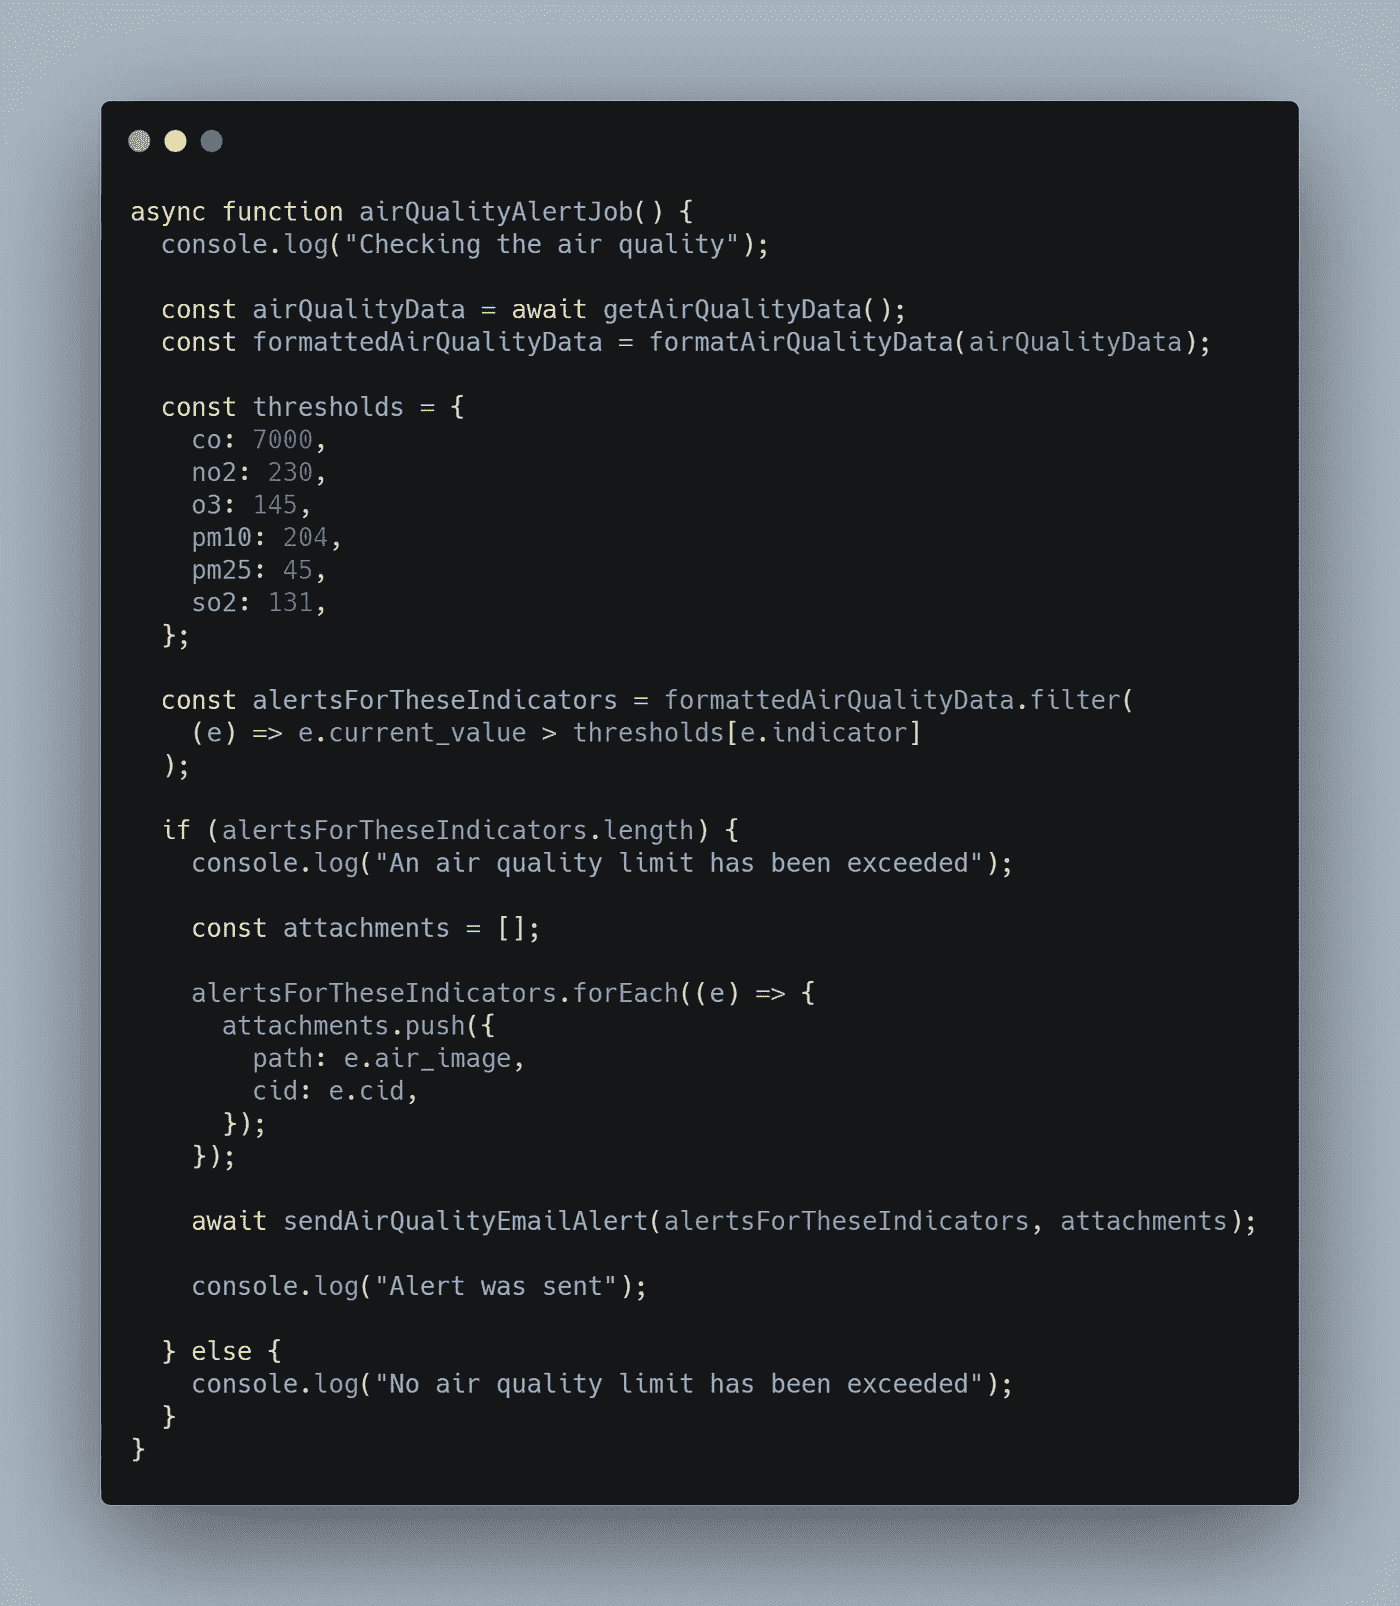 async function airQualityAlertJob() {
  console.log("Checking the air quality");

  const airQualityData = await getAirQualityData();
  const formattedAirQualityData = formatAirQualityData(airQualityData);

  const thresholds = {
    co: 7000,
    no2: 230,
    o3: 145,
    pm10: 204,
    pm25: 45,
    so2: 131,
  };

  const alertsForTheseIndicators = formattedAirQualityData.filter(
    (e) => e.current_value > thresholds[e.indicator]
  );

  if (alertsForTheseIndicators.length) {
    console.log("An air quality limit has been exceeded");

    const attachments = [];

    alertsForTheseIndicators.forEach((e) => {
      attachments.push({
        path: e.air_image,
        cid: e.cid,
      });
    });

    await sendAirQualityEmailAlert(alertsForTheseIndicators, attachments);

    console.log("Alert was sent");

  } else {
    console.log("No air quality limit has been exceeded");
  }
}